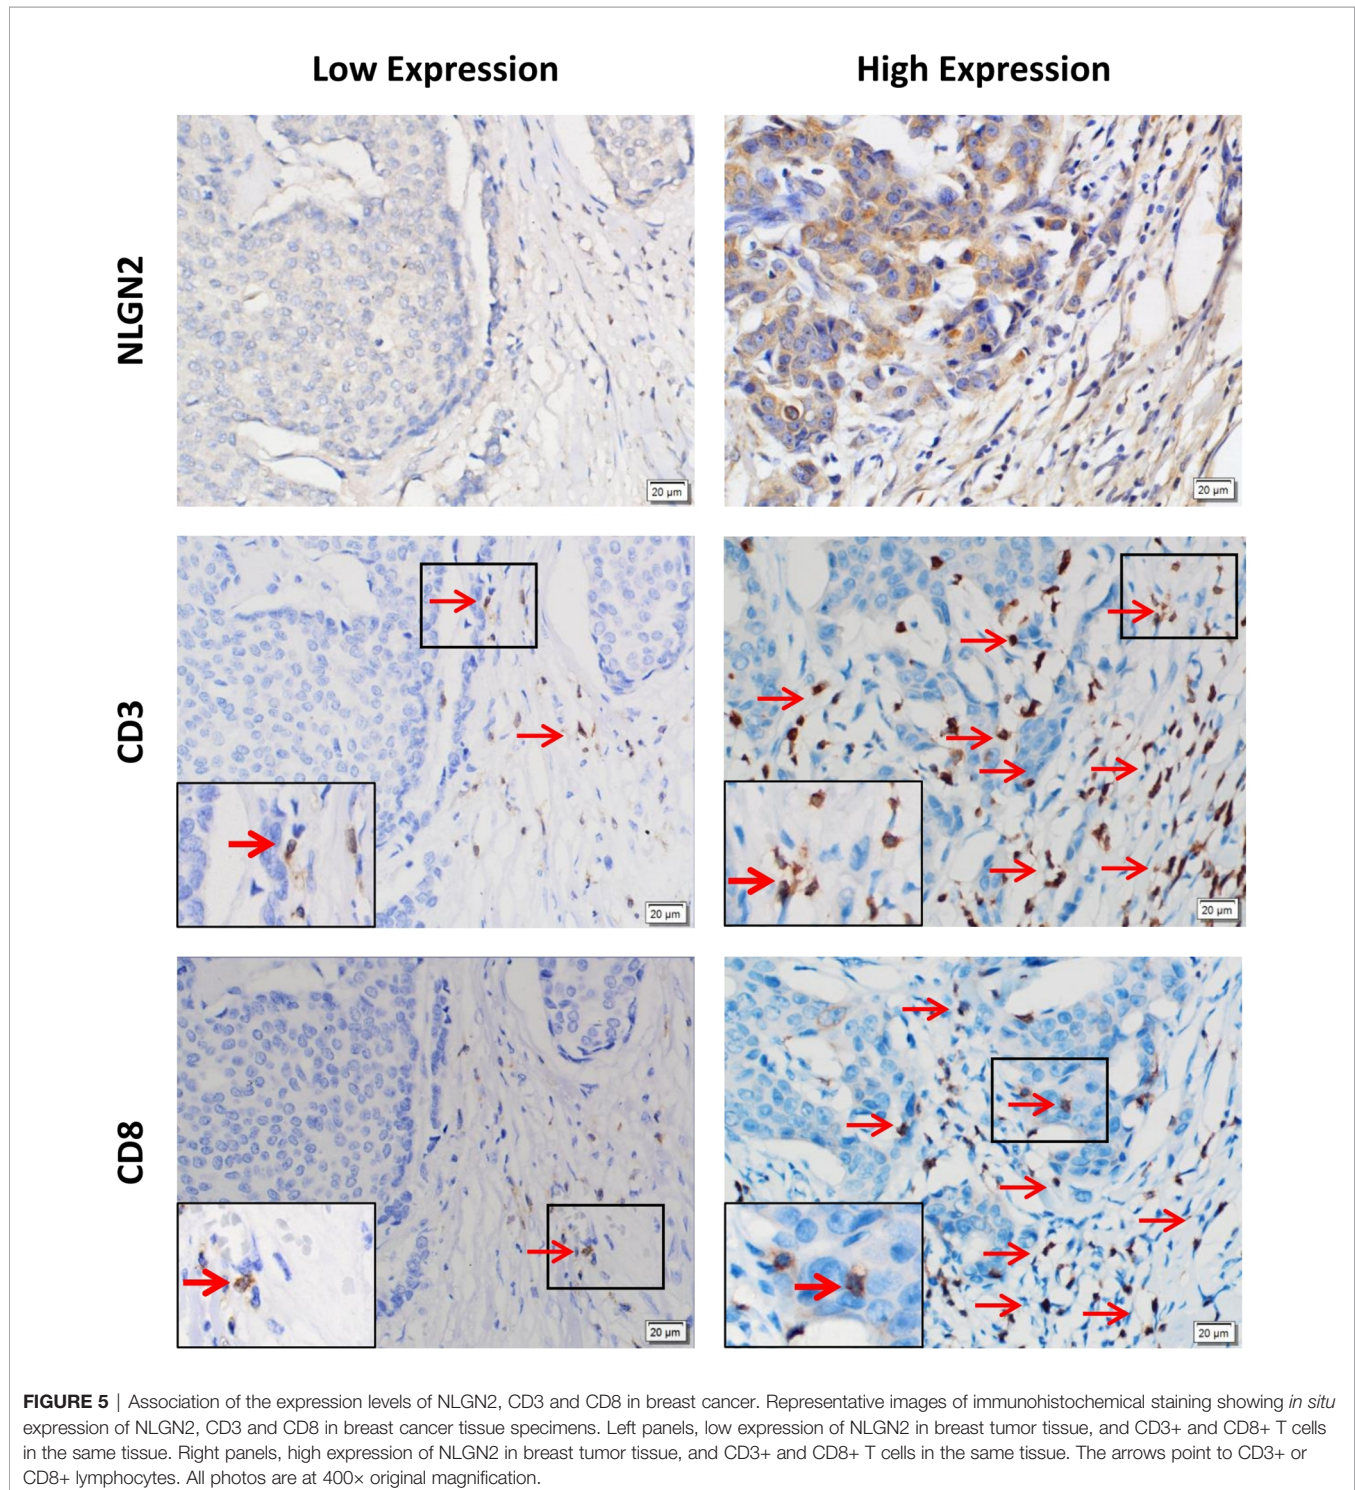 Low Expression
High Expression
NLGN2
20 µm
20 µm
CD3
20 µm
20 µm
CD8
20 µm
20 µm
FIGURE 5 | Association of the expression levels of NLGN2, CD3 and CD8 in breast cancer. Representative images of immunohistochemical staining showing in situ
expression of NLGN2, CD3 and CD8 in breast cancer tissue specimens. Left panels, low expression of NLGN2 in breast tumor tissue, and CD3+ and CD8+ T cells
in the same tissue. Right panels, high expression of NLGN2 in breast tumor tissue, and CD3+ and CD8+ T cells in the same tissue. The arrows point to CD3+ or
CD8+ lymphocytes. All photos are at 400× original magnification.